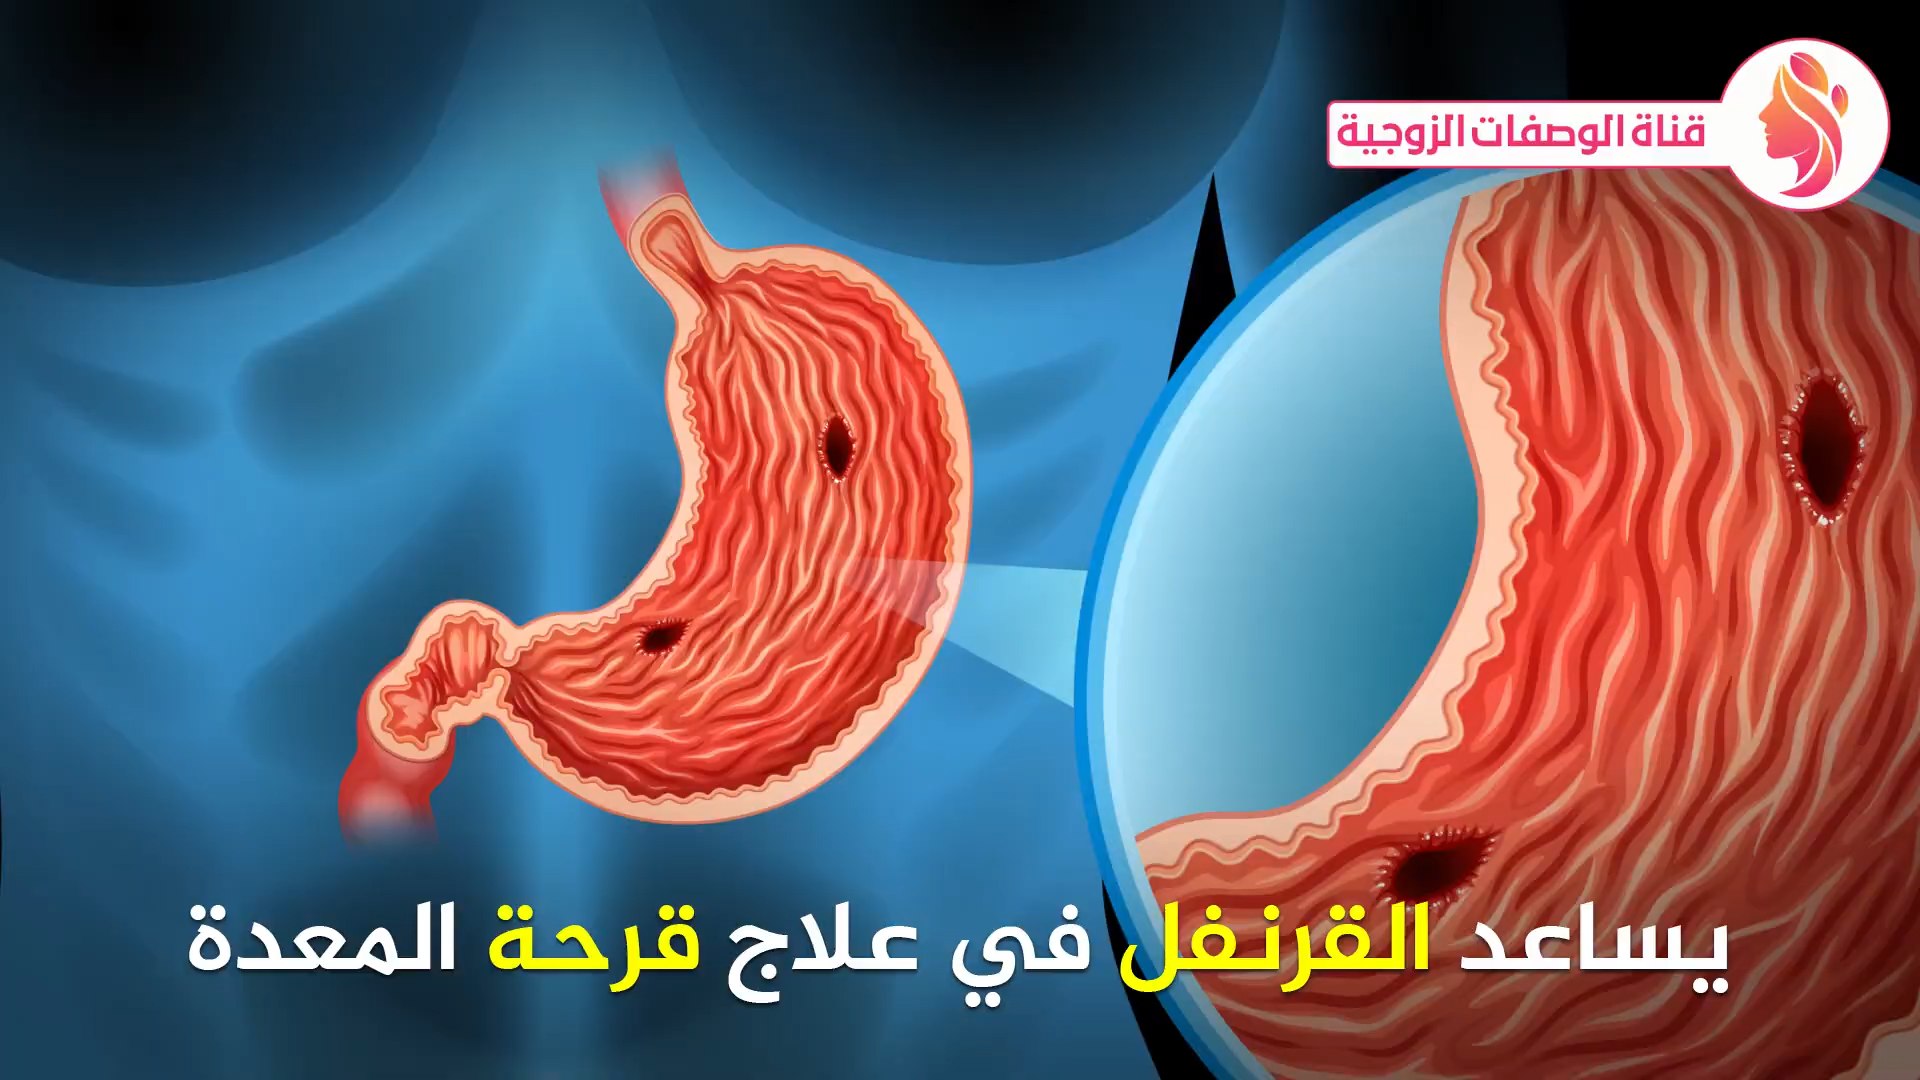 قناة الوصفات الزوجية
يساعد القرنفل في علاج قرحة المعدة